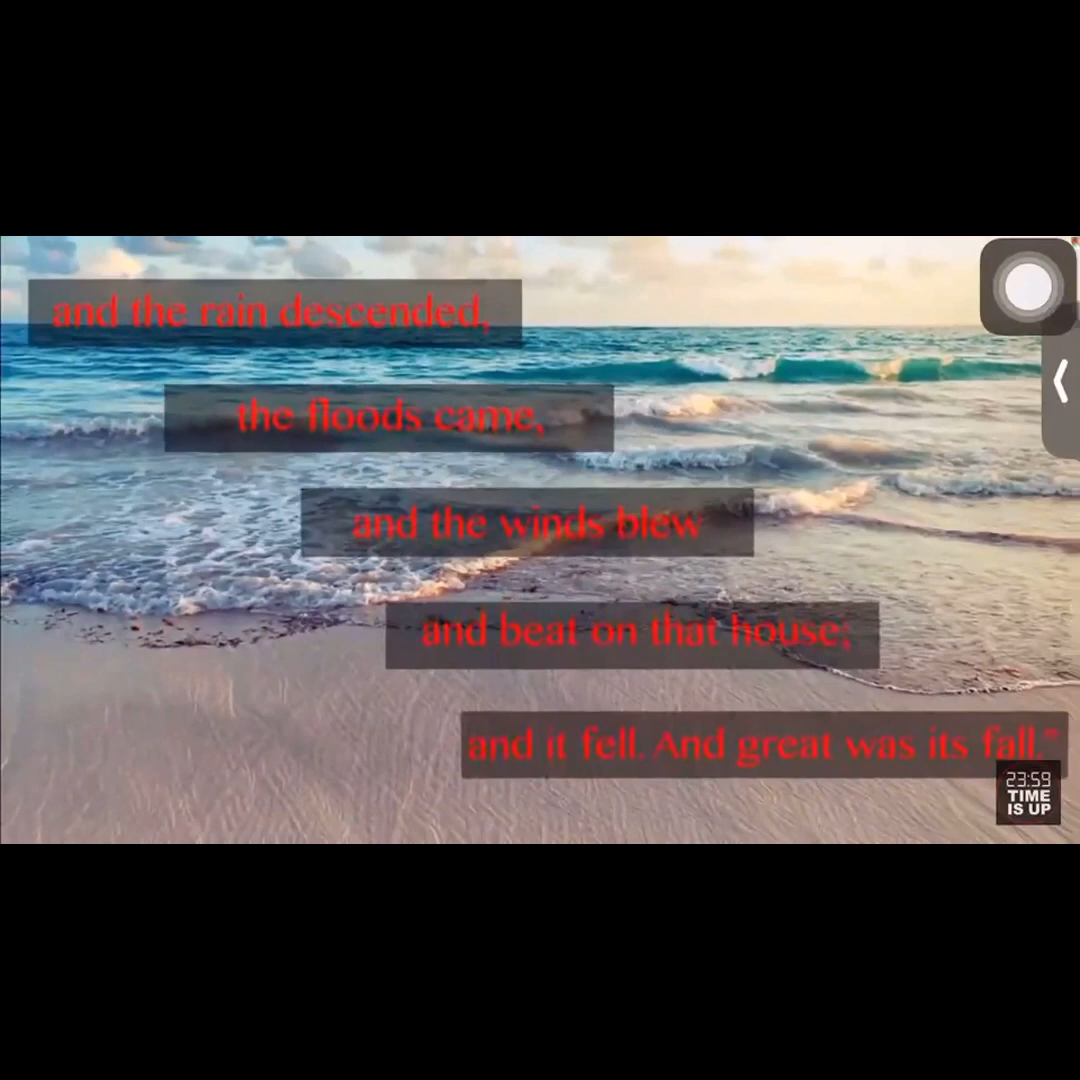 and the rain descended,
the floods came,
and the winds blew
and beat on that house;
and it fell. And great was its fall."
23:59
TIME
IS UP